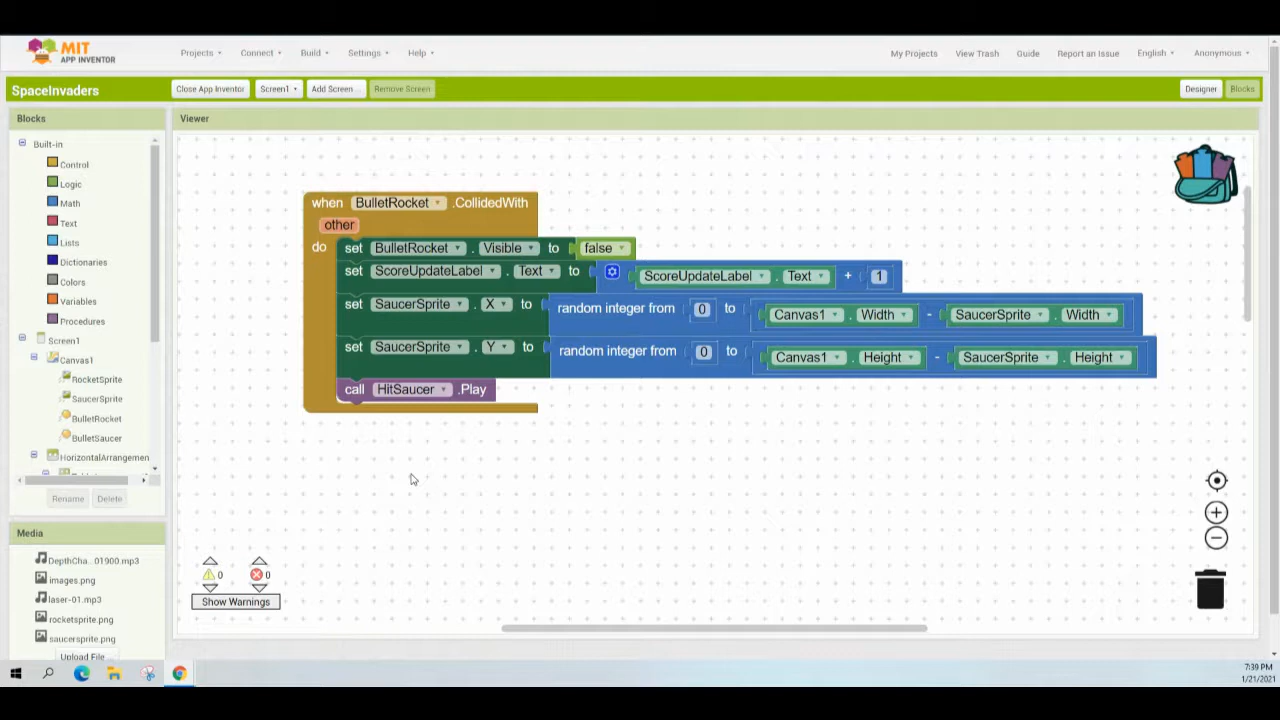 MIT
APP INVENTOR
Projects Connect Build Settings Help My Projects View Trash Guide Report an Issue English Anonymous
SpaceInvaders Close App Inventor Screen1 Add Screen ... Remove Screen Designer Blocks
Blocks
Viewer
Built-in
Control
Logic
Math
Text
Lists
Dictionaries
Colors
Variables
Procedures
Screen1
Canvas1
RocketSprite
SaucerSprite
BulletRocket
BulletSaucer
HorizontalArrangemen
Rename Delete
Media
DepthCha...01900.mp3
images.png
laser-01.mp3
rocketsprite.png
saucersprite.png
Upload File ...
when BulletRocket .CollidedWith
other
do set BulletRocket . Visible to false
set ScoreUpdateLabel . Text to ScoreUpdateLabel . Text + 1
set SaucerSprite . X to random integer from 0 to Canvas1 . Width - SaucerSprite . Width
set SaucerSprite . Y to random integer from 0 to Canvas1 . Height - SaucerSprite . Height
call HitSaucer .Play
0 0
Show Warnings
7:39 PM
1/21/2021